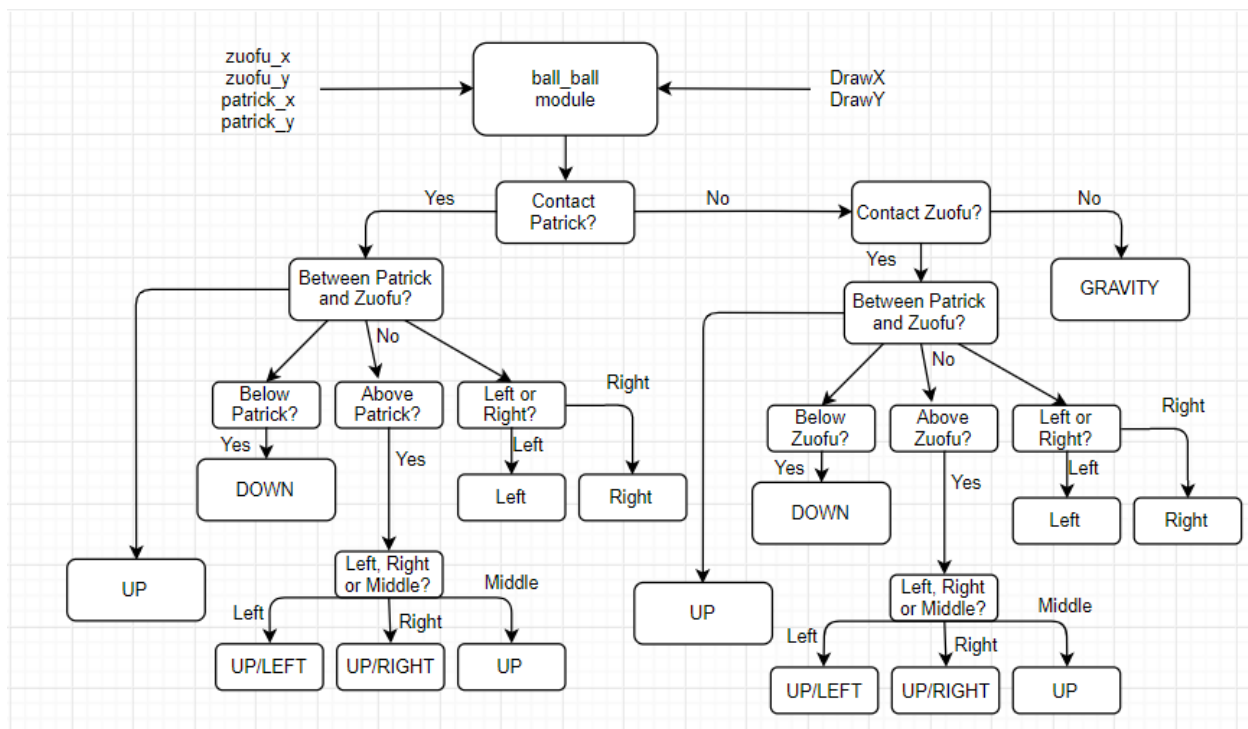 zuofu_x
zuofu_y
patrick_x
patrick_y
ball_ball
module
DrawX
DrawY
Yes
Contact
Patrick?
No
Contact Zuofu?
No
Between Patrick
and Zuofu?
Yes
GRAVITY
Between Patrick
and Zuofu?
No
No
Below
Patrick?
Above
Patrick?
Left or
Right?
Right
Below
Zuofu?
Above
Zuofu?
Left or
Right?
Right
Yes
Yes
Left
Yes
Yes
Left
DOWN
Left
Right
DOWN
Left
Right
UP
Left, Right
or Middle?
Middle
UP
Left, Right
or Middle?
Middle
Left
Right
Left
Right
UP/LEFT
UP/RIGHT
UP
UP/LEFT
UP/RIGHT
UP